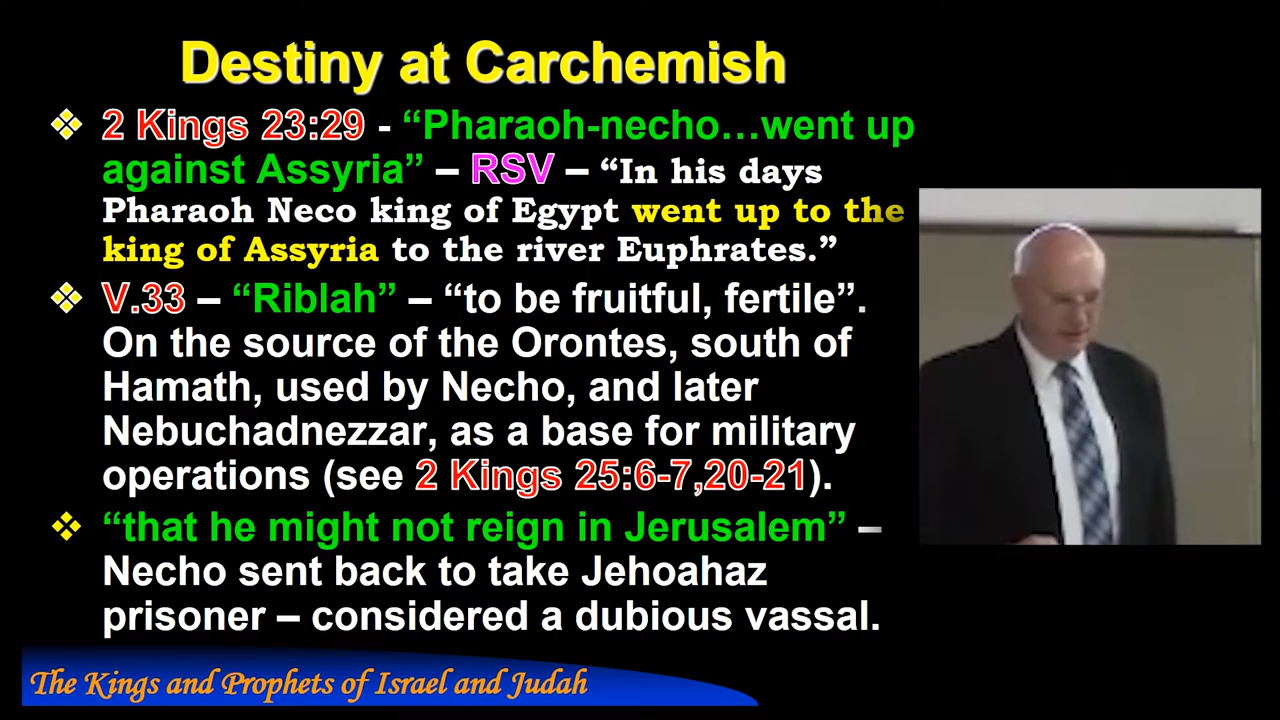 Destiny at Carchemish
2 Kings 23:29 - “Pharaoh-necho…went up
against Assyria” – RSV – “In his days
Pharaoh Neco king of Egypt went up to the
king of Assyria to the river Euphrates.”
V.33 – “Riblah” – “to be fruitful, fertile”.
On the source of the Orontes, south of
Hamath, used by Necho, and later
Nebuchadnezzar, as a base for military
operations (see 2 Kings 25:6-7,20-21).
“that he might not reign in Jerusalem” –
Necho sent back to take Jehoahaz
prisoner – considered a dubious vassal.
The Kings and Prophets of Israel and Judah